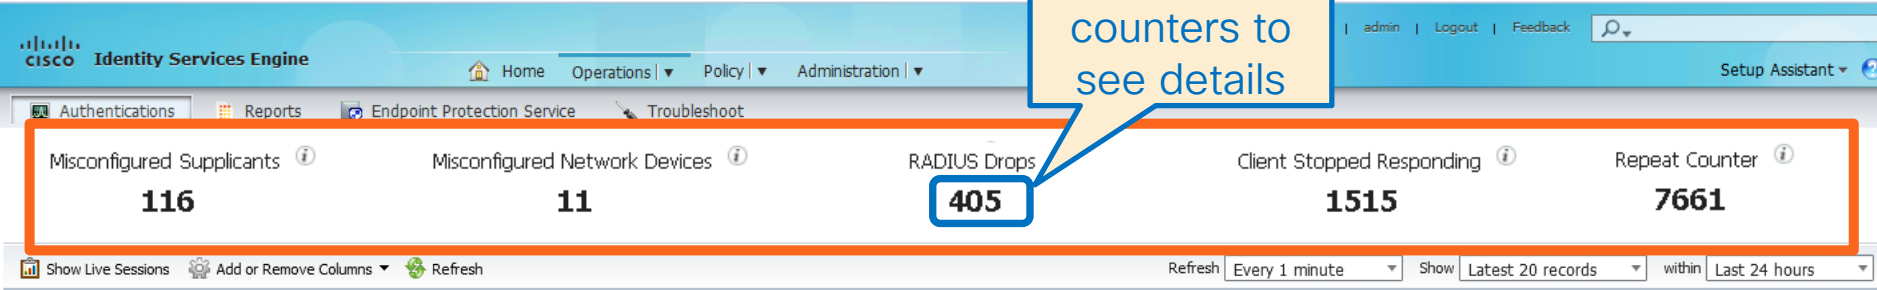 counters to
see details
| admin | Logout | Feedback
cisco Identity Services Engine
Home Operations | Policy | Administration |
Setup Assistant
Authentications Reports Endpoint Protection Service Troubleshoot
Misconfigured Supplicants Misconfigured Network Devices RADIUS Drops Client Stopped Responding Repeat Counter
116 11 405 1515 7661
Show Live Sessions Add or Remove Columns Refresh Refresh Every 1 minute Show Latest 20 records within Last 24 hours